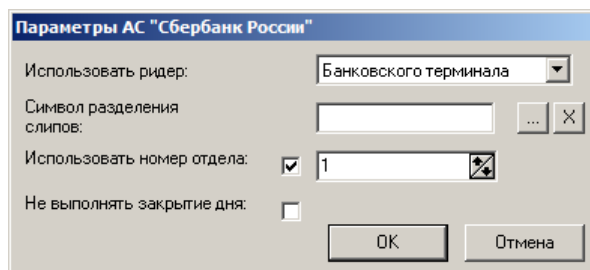 Параметры АС "Сбербанк России"
Использовать ридер: Банковского терминала
Символ разделения
слипов: ... X
Использовать номер отдела: 1
Не выполнять закрытие дня:
OK Отмена